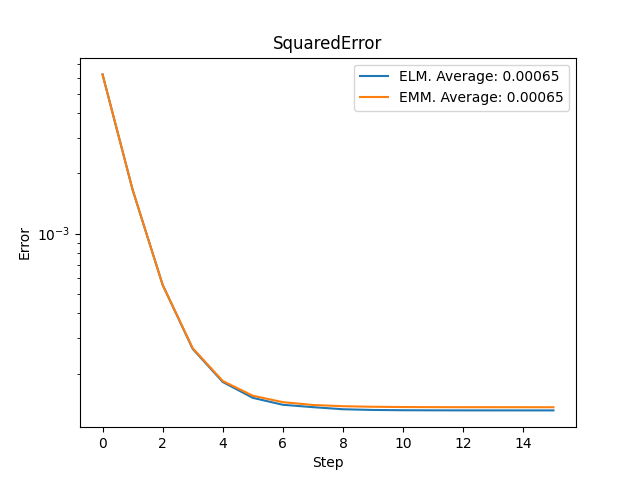 SquaredError
ELM. Average: 0.00065
EMM. Average: 0.00065
Error
10⁻³
0 2 4 6 8 10 12 14
Step